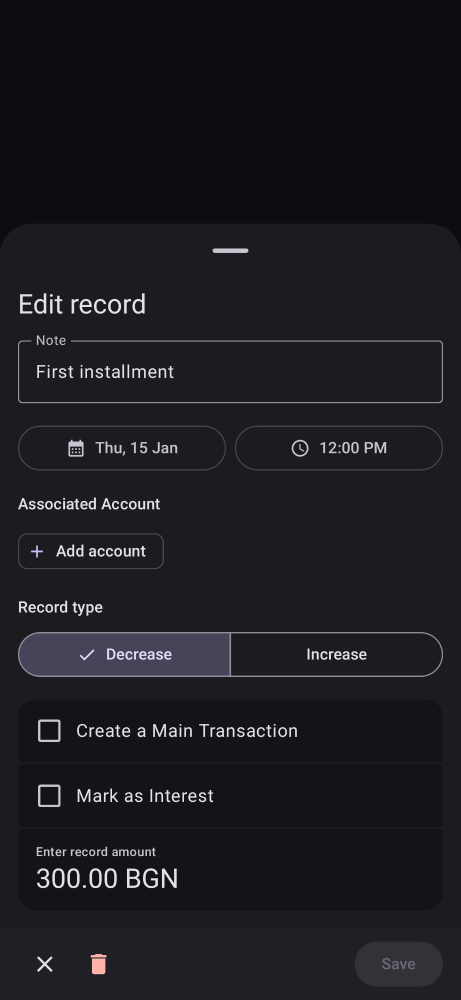 Edit record
Note
First installment
Thu, 15 Jan
12:00 PM
Associated Account
Add account
Record type
Decrease
Increase
Create a Main Transaction
Mark as Interest
Enter record amount
300.00 BGN
Save